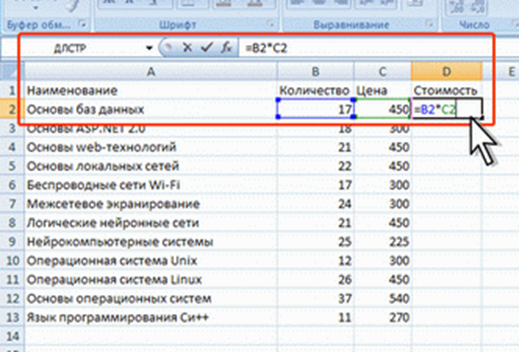 Буфер обм... Шрифт Выравнивание Число
ДЛСТР fx =B2*C2
A B C D E
1 Наименование Количество Цена Стоимость
2 Основы баз данных 17 450 =B2*C2
3 Основы ASP.NET 2.0 18 300
4 Основы web-технологий 21 450
5 Основы локальных сетей 22 450
6 Беспроводные сети Wi-Fi 17 300
7 Межсетевое экранирование 24 300
8 Логические нейронные сети 21 450
9 Нейрокомпьютерные системы 25 225
10 Операционная система Unix 12 300
11 Операционная система Linux 26 450
12 Основы операционных систем 37 540
13 Язык программирования Си++ 11 270
14